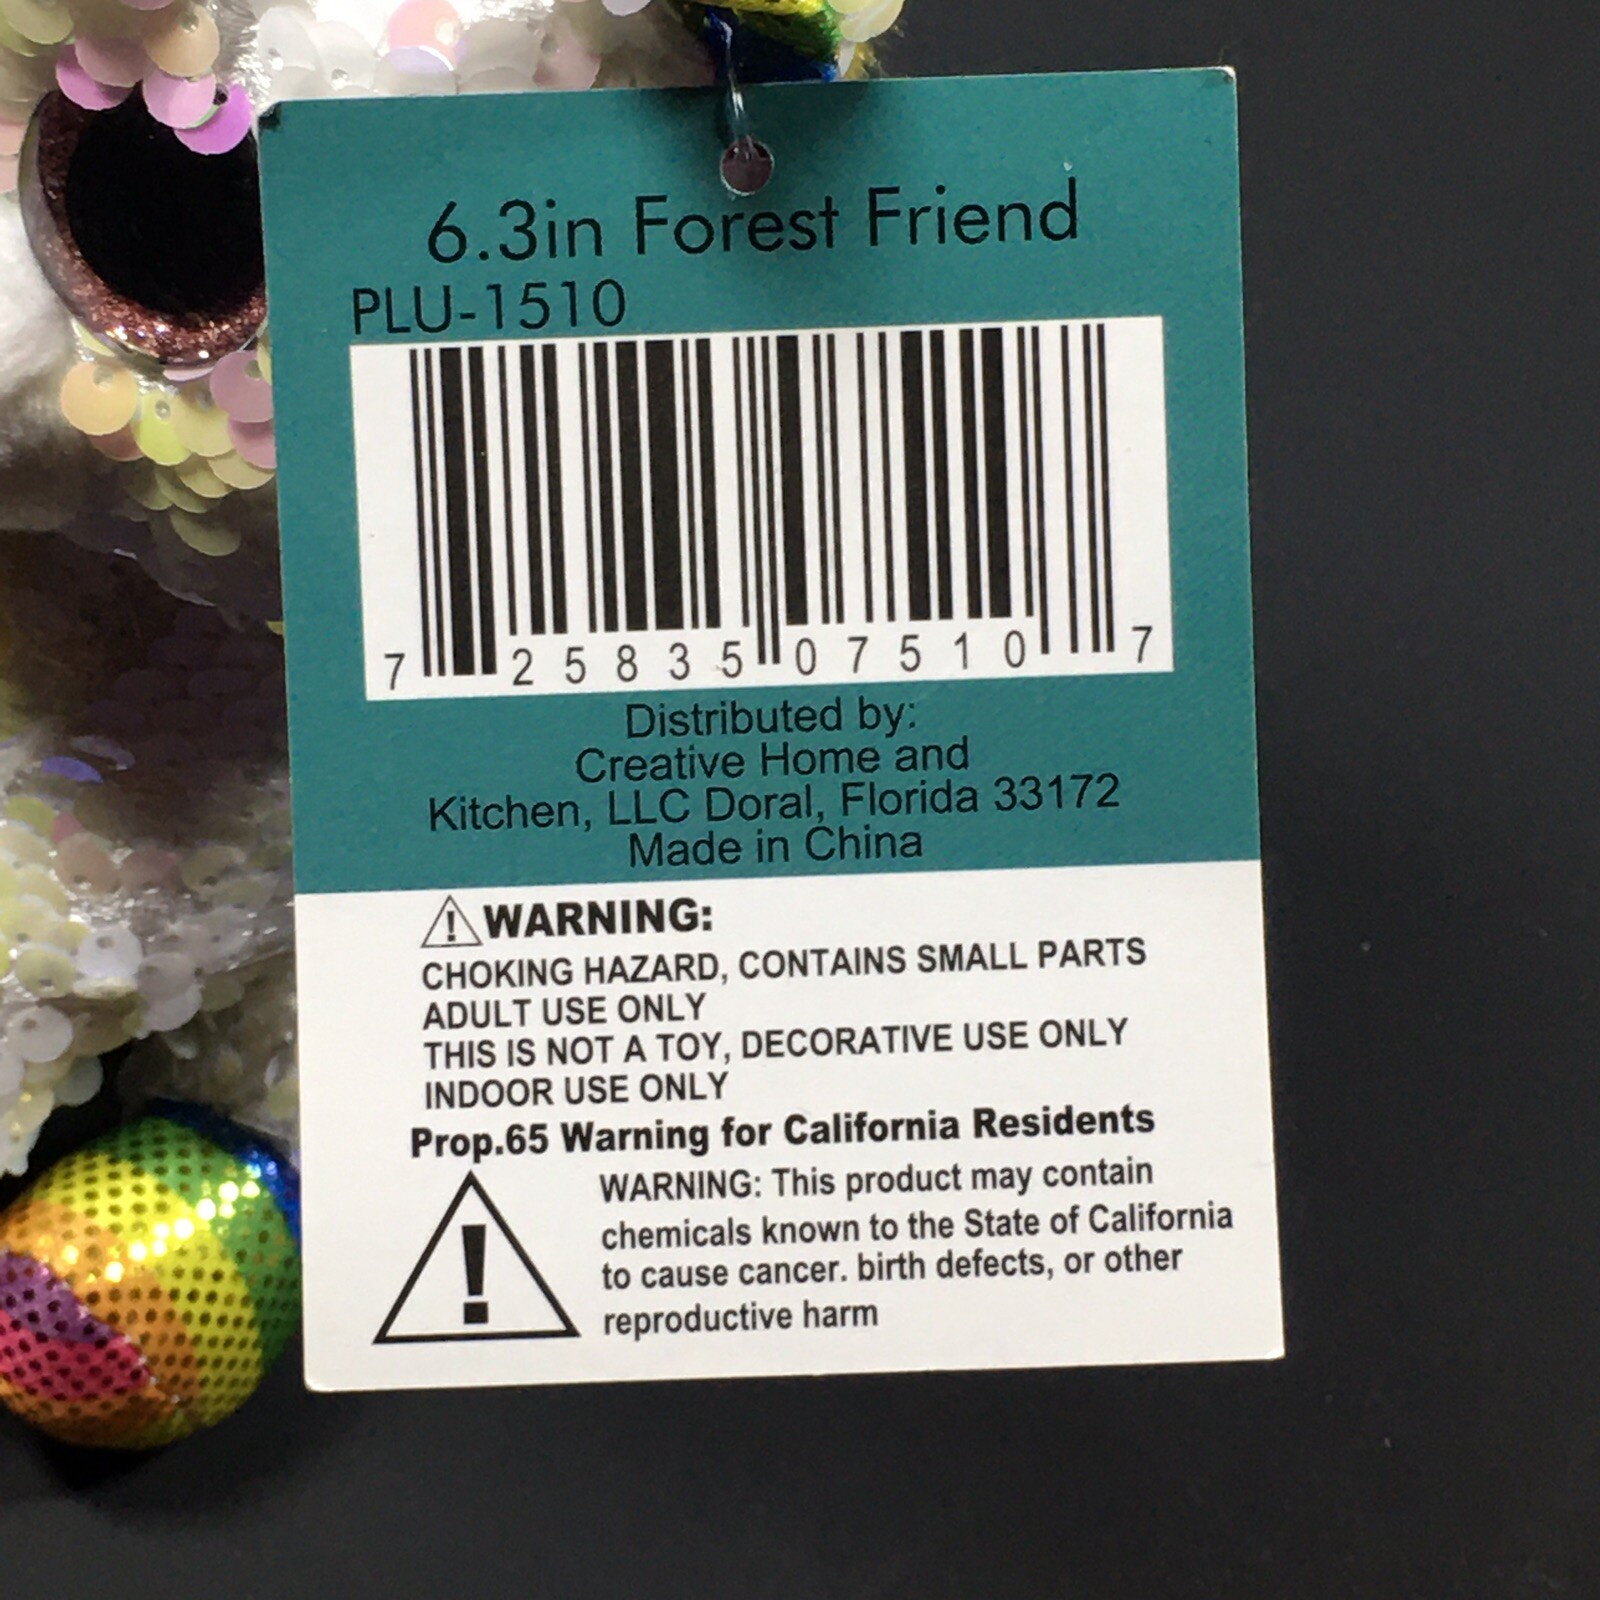 6.3in Forest Friend
PLU-1510
7 25835 07510 7
Distributed by:
Creative Home and
Kitchen, LLC Doral, Florida 33172
Made in China
WARNING:
CHOKING HAZARD, CONTAINS SMALL PARTS
ADULT USE ONLY
THIS IS NOT A TOY, DECORATIVE USE ONLY
INDOOR USE ONLY
Prop.65 Warning for California Residents
WARNING: This product may contain
chemicals known to the State of California
to cause cancer. birth defects, or other
reproductive harm